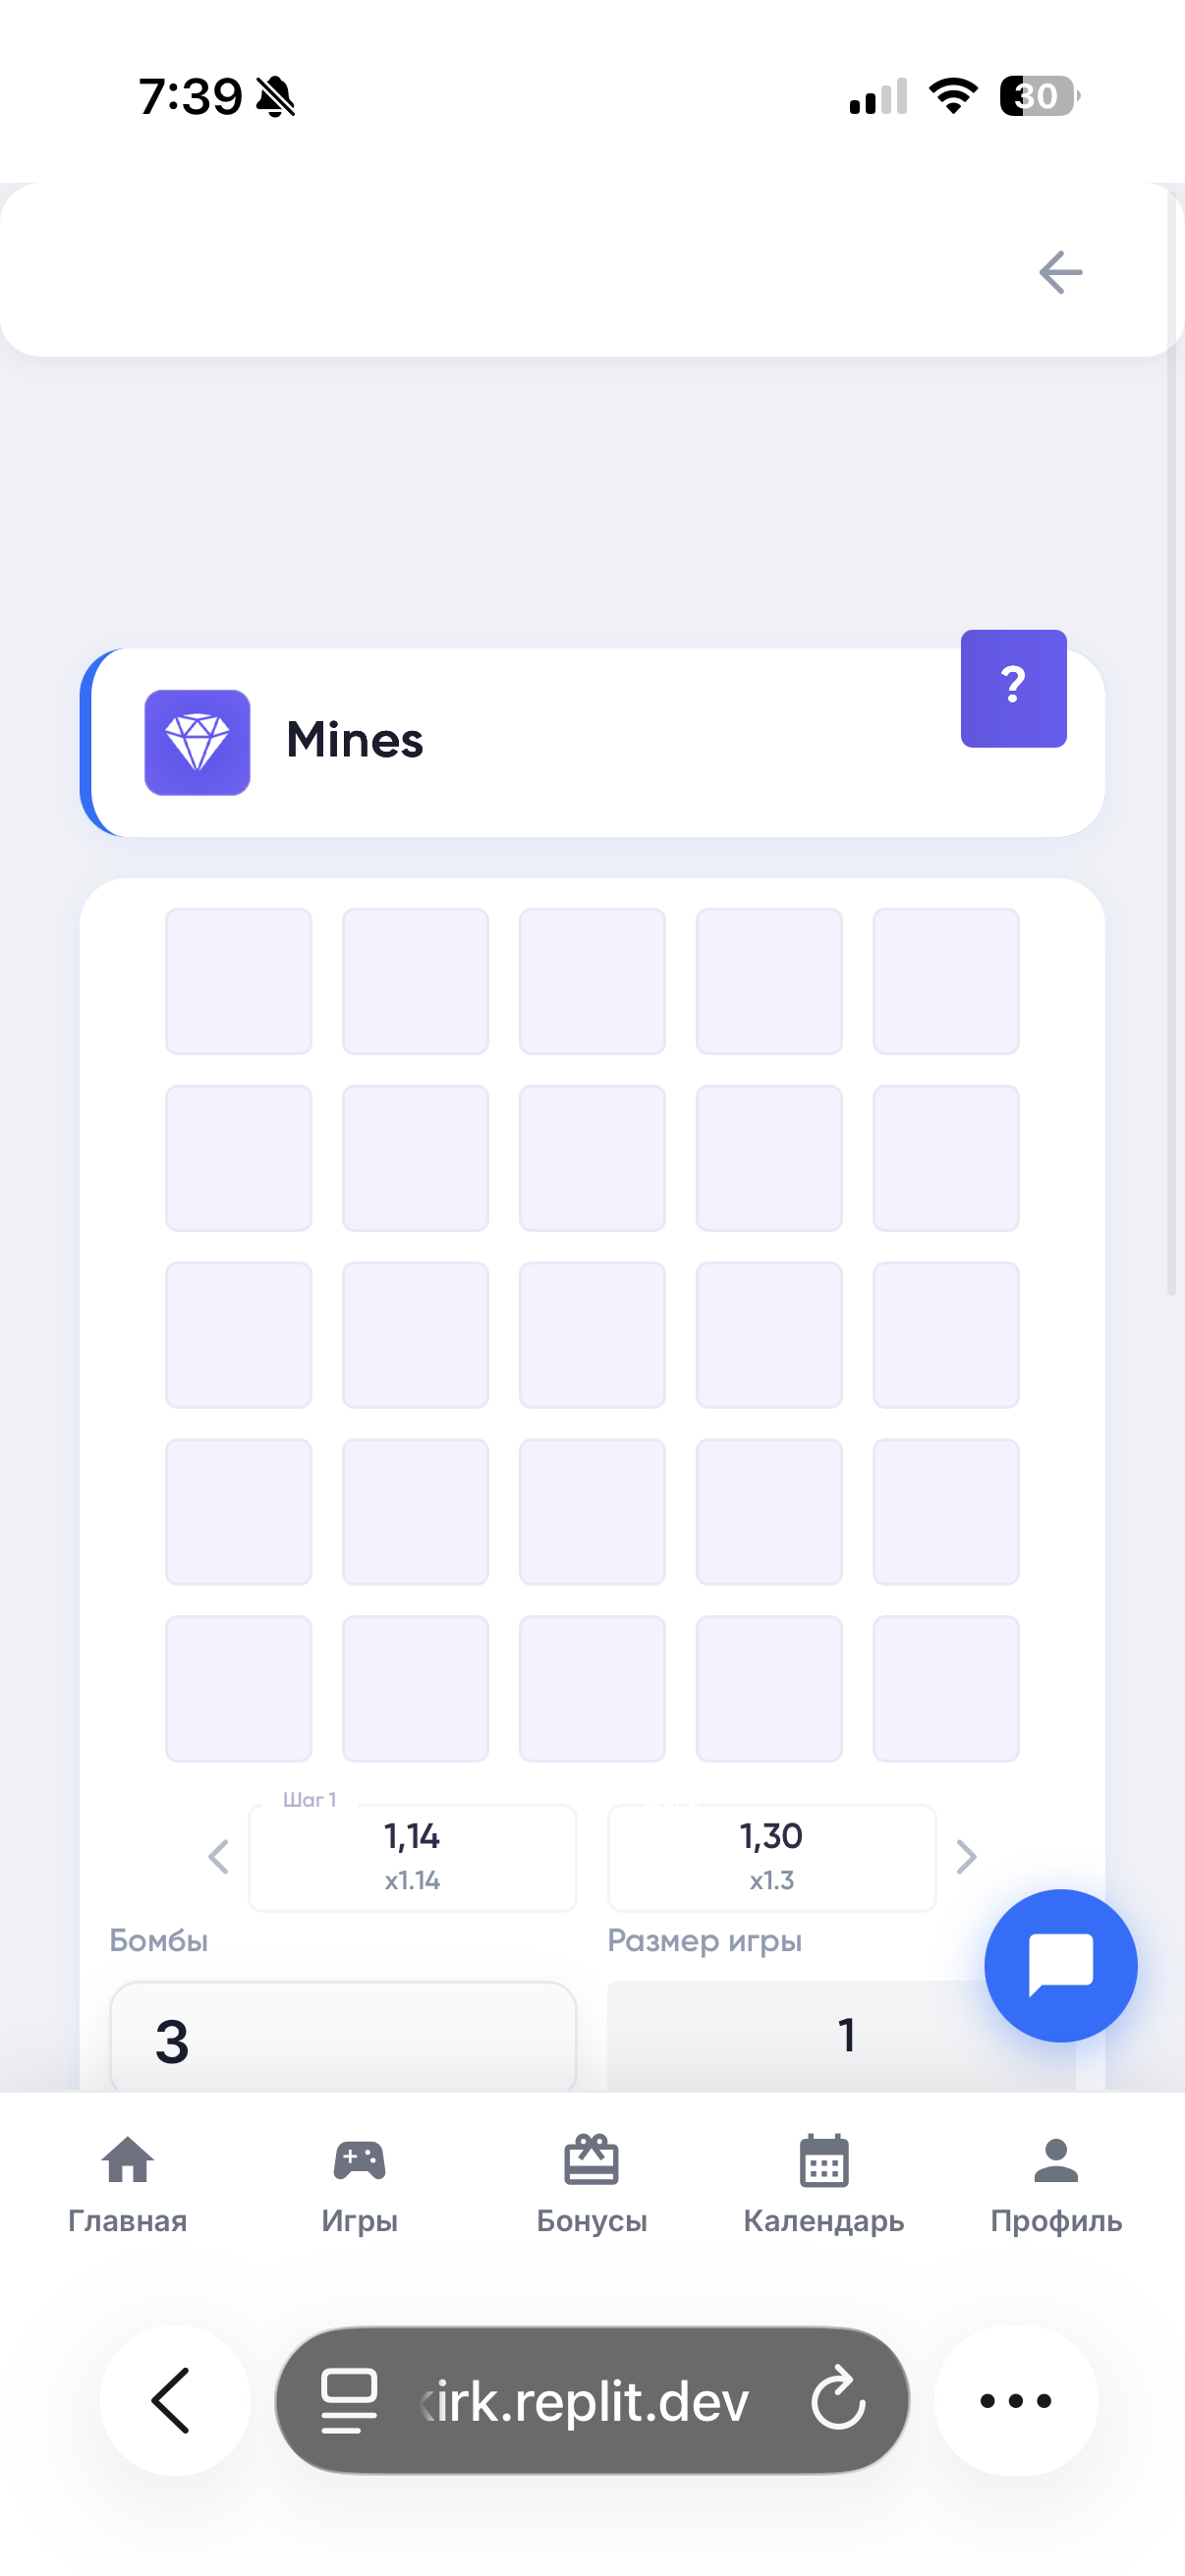 7:39
30
?
Mines
Шаг 1
1,14
x1.14
1,30
x1.3
Бомбы
Размер игры
3
1
Главная
Игры
Бонусы
Календарь
Профиль
irk.replit.dev